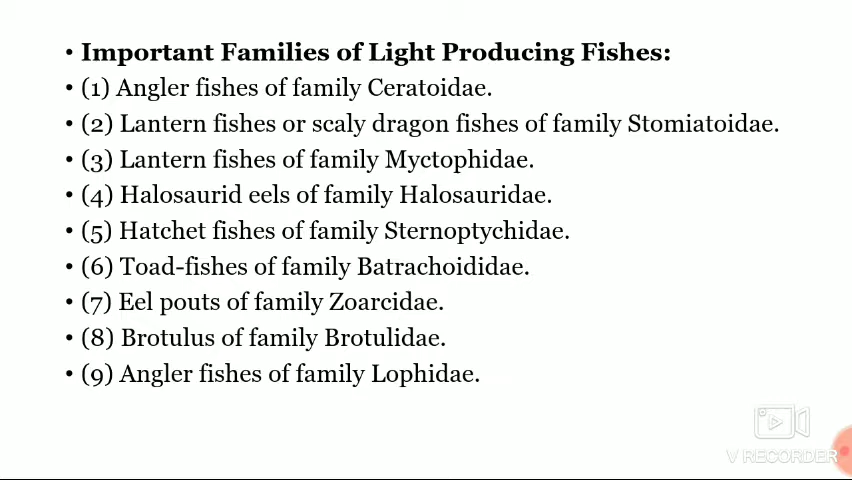 • Important Families of Light Producing Fishes:
• (1) Angler fishes of family Ceratoidae.
• (2) Lantern fishes or scaly dragon fishes of family Stomiatoidae.
• (3) Lantern fishes of family Myctophidae.
• (4) Halosaurid eels of family Halosauridae.
• (5) Hatchet fishes of family Sternoptychidae.
• (6) Toad-fishes of family Batrachoididae.
• (7) Eel pouts of family Zoarcidae.
• (8) Brotulus of family Brotulidae.
• (9) Angler fishes of family Lophidae.
V RECORDER